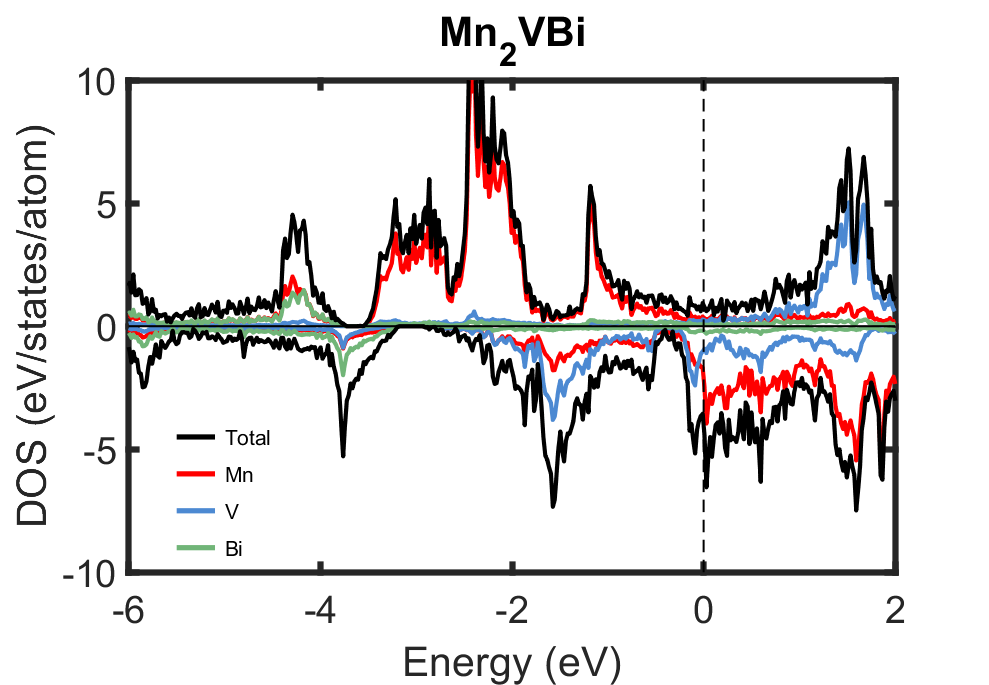 Mn2VBi
DOS (eV/states/atom)
10
5
0
-5
-10
Total
Mn
V
Bi
-6 -4 -2 0 2
Energy (eV)